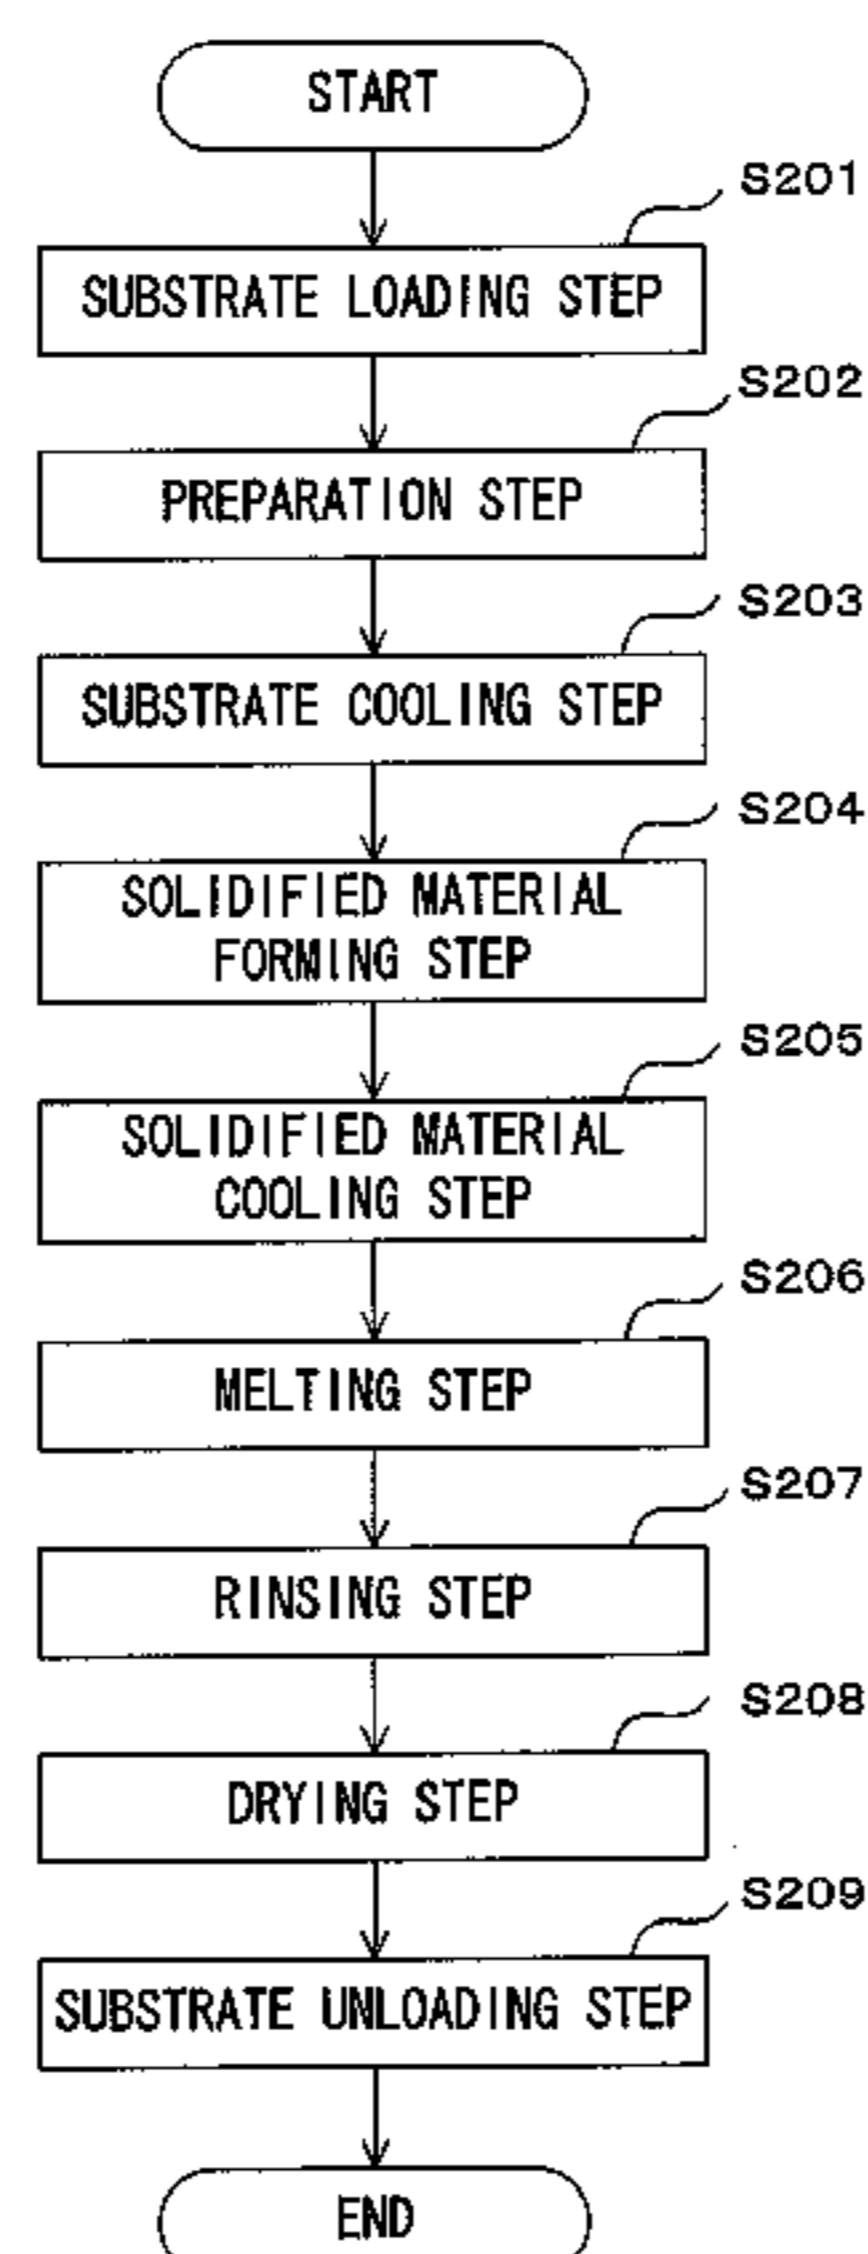 START
S201
SUBSTRATE LOADING STEP
S202
PREPARATION STEP
S203
SUBSTRATE COOLING STEP
S204
SOLIDIFIED MATERIAL
FORMING STEP
S205
SOLIDIFIED MATERIAL
COOLING STEP
S206
MELTING STEP
S207
RINSING STEP
S208
DRYING STEP
S209
SUBSTRATE UNLOADING STEP
END